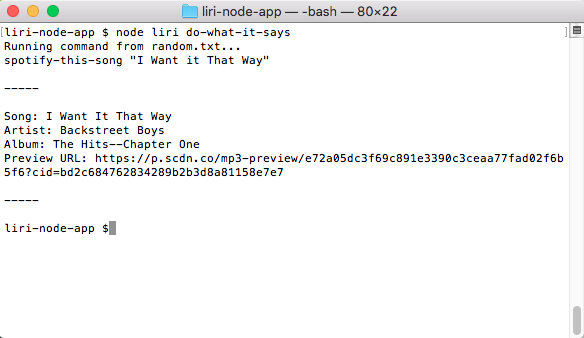 liri-node-app — -bash — 80×22
[liri-node-app $ node liri do-what-it-says ]
Running command from random.txt...
spotify-this-song "I Want it That Way"
-----
Song: I Want It That Way
Artist: Backstreet Boys
Album: The Hits--Chapter One
Preview URL: https://p.scdn.co/mp3-preview/e72a05dc3f69c891e3390c3ceaa77fad02f6b
5f6?cid=bd2c684762834289b2b3d8a81158e7e7
-----
liri-node-app $